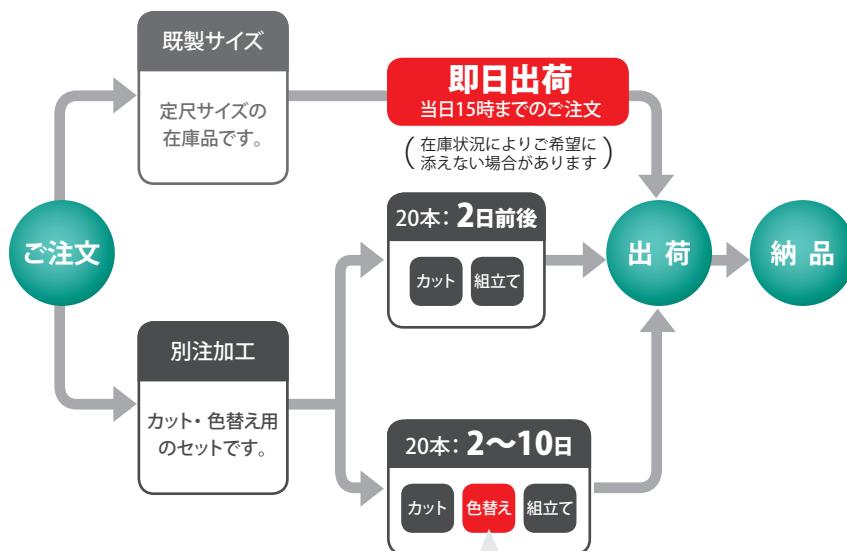 既製サイズ
定尺サイズの
在庫品です。
即日出荷
当日15時までのご注文
(在庫状況によりご希望に
添えない場合があります)
ご注文
20本：2日前後
カット
組立て
出荷
納品
別注加工
カット・色替え用
のセットです。
20本：2〜10日
カット
色替え
組立て